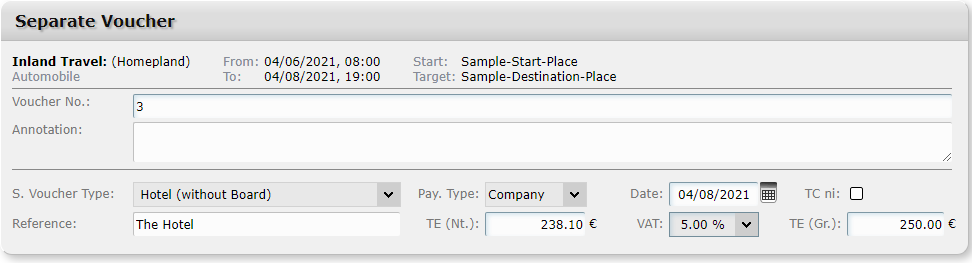 Separate Voucher
Inland Travel: (Homepland) From: 04/06/2021, 08:00 Start: Sample-Start-Place
Automobile To: 04/08/2021, 19:00 Target: Sample-Destination-Place
Voucher No.: 3
Annotation:
S. Voucher Type: Hotel (without Board) Pay. Type: Company Date: 04/08/2021 TC ni:
Reference: The Hotel TE (Nt.): 238.10 € VAT: 5.00 % TE (Gr.): 250.00 €